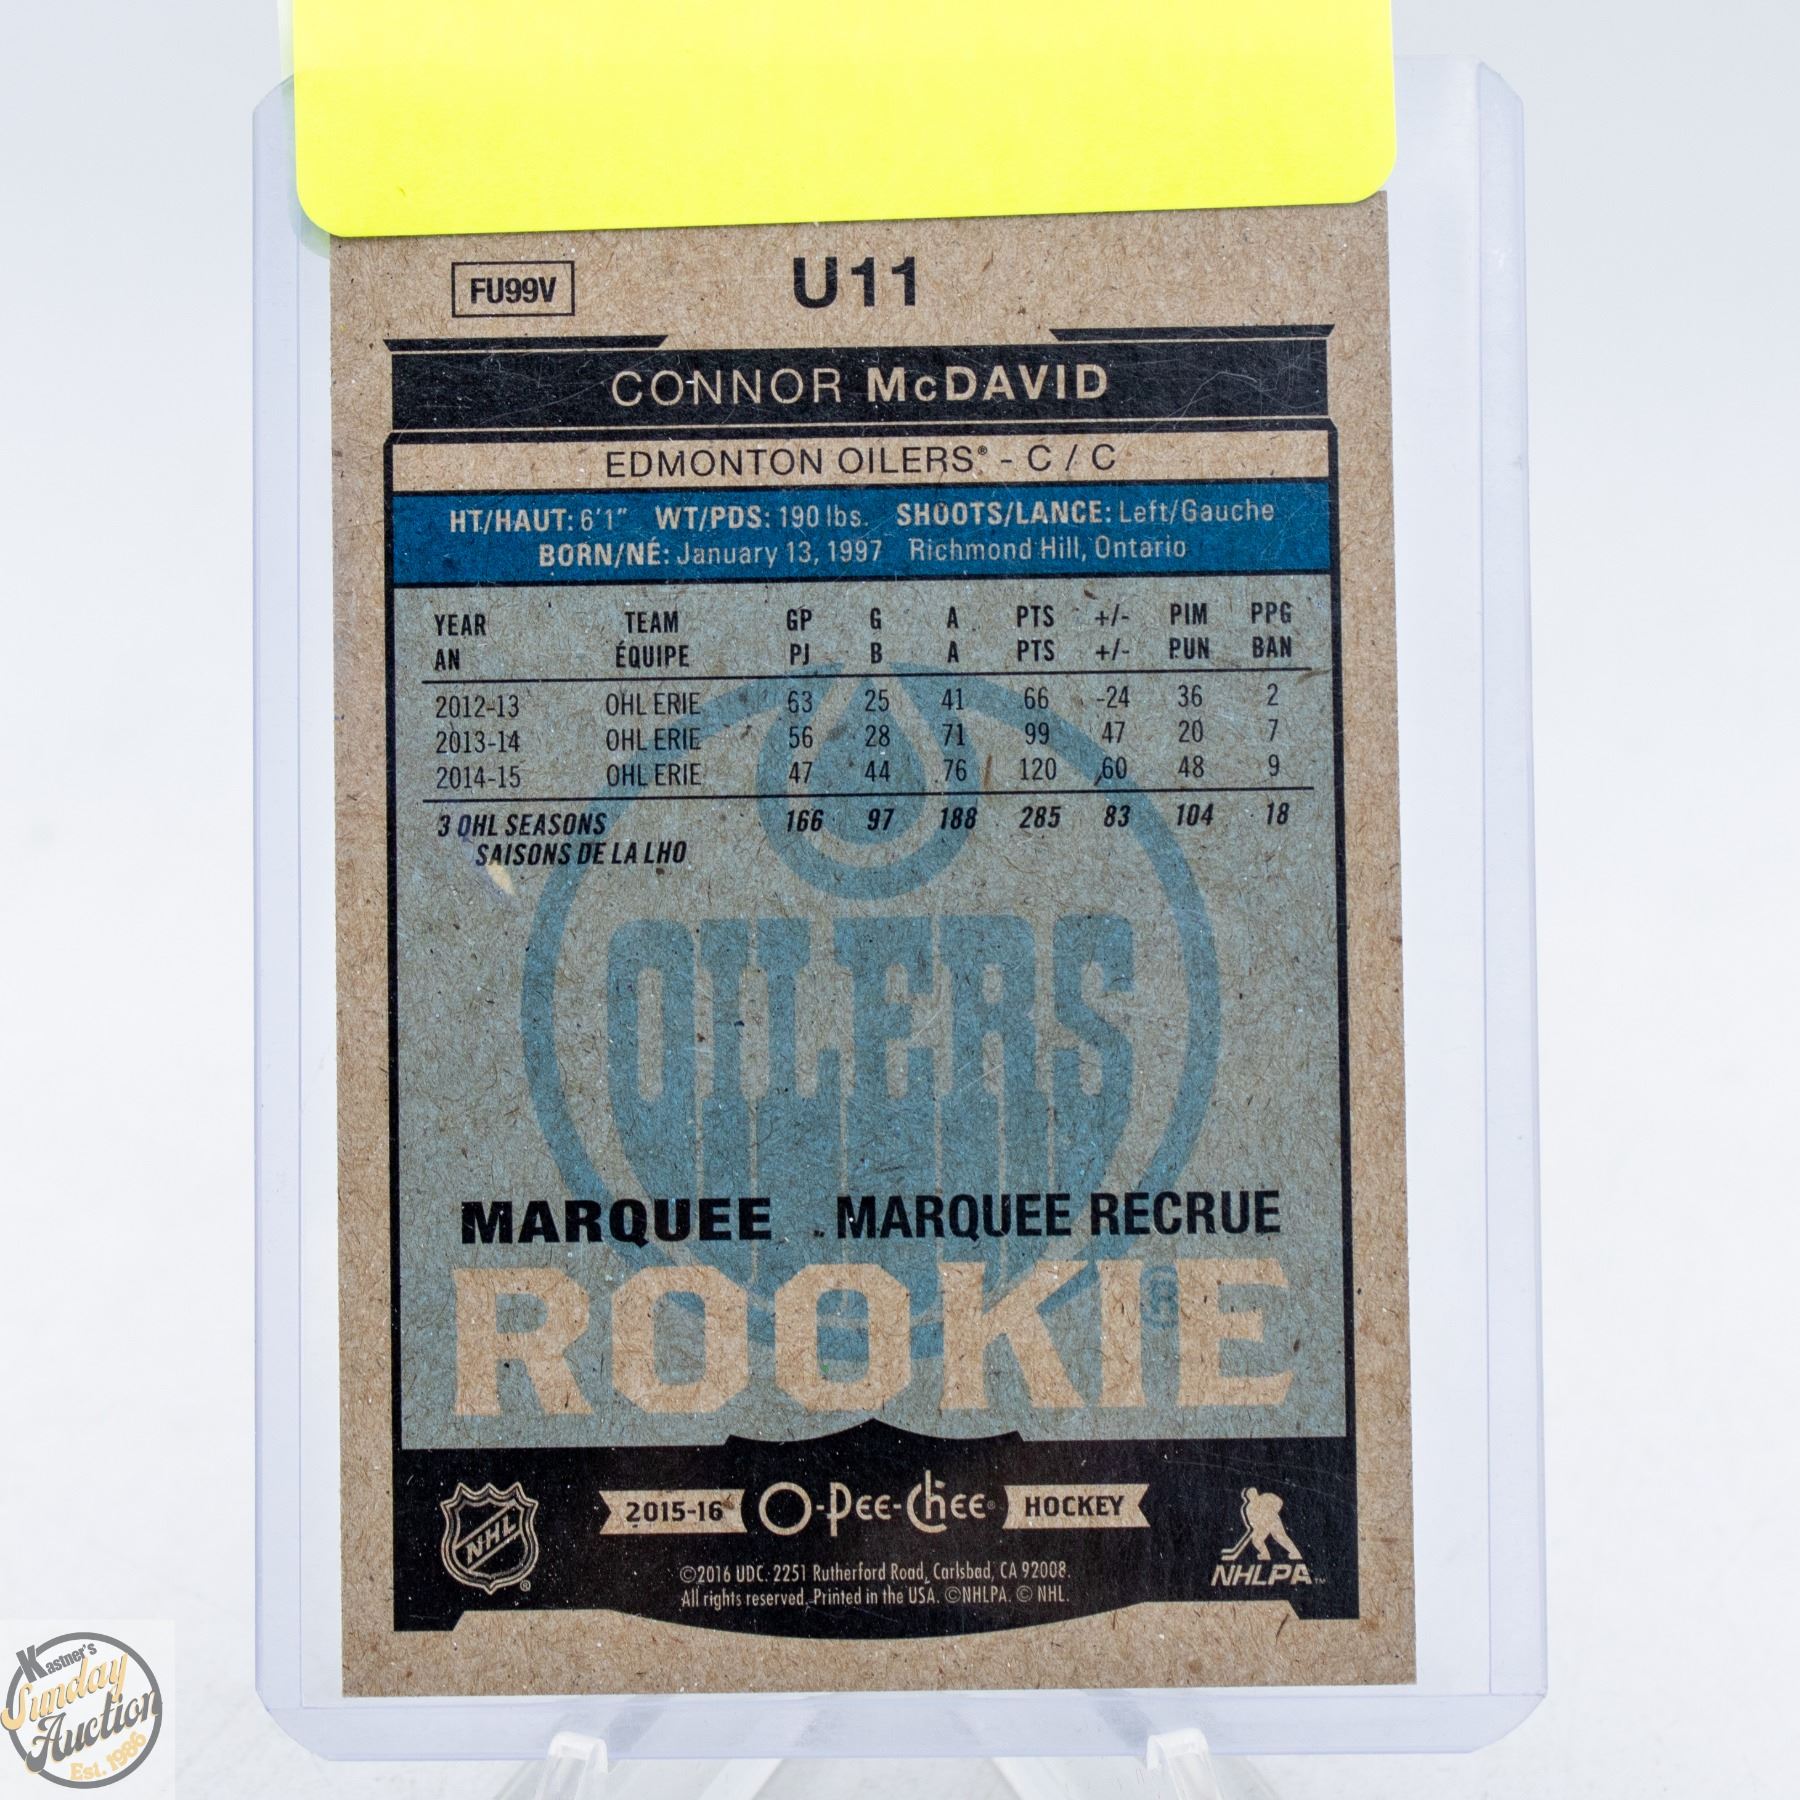 FU99V
U11
CONNOR McDAVID
EDMONTON OILERS® - C / C
HT/HAUT: 6'1" WT/PDS: 190 lbs. SHOOTS/LANCE: Left/Gauche
BORN/NÉ: January 13, 1997 Richmond Hill, Ontario
YEAR TEAM GP G A PTS +/- PIM PPG
AN ÉQUIPE PJ B A PTS +/- PUN BAN
2012-13 OHL ERIE 63 25 41 66 -24 36 2
2013-14 OHL ERIE 56 28 71 99 47 20 7
2014-15 OHL ERIE 47 44 76 120 60 48 9
3 OHL SEASONS 166 97 188 285 83 104 18
SAISONS DE LA LHO
OILERS
MARQUEE MARQUEE RECRUE
ROOKIE
NHL ®
2015-16 O-PEE-CHEE® HOCKEY
NHLPA™
©2016 UDC. 2251 Rutherford Road, Carlsbad, CA 92008.
All rights reserved. Printed in the USA. ©NHLPA. © NHL.
Kastner's
Sunday
Auction
Est. 1986